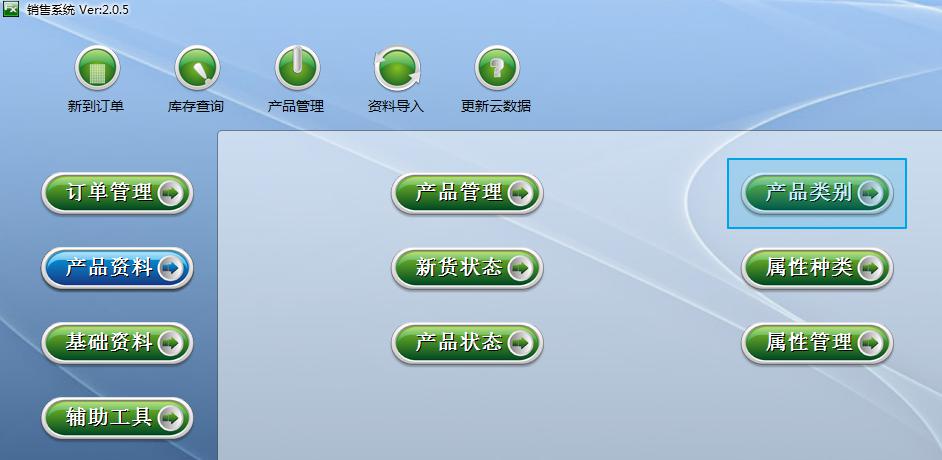 销售系统 Ver:2.0.5
新到订单 库存查询 产品管理 资料导入 更新云数据
订单管理 产品管理 产品类别
产品资料 新货状态 属性种类
基础资料 产品状态 属性管理
辅助工具